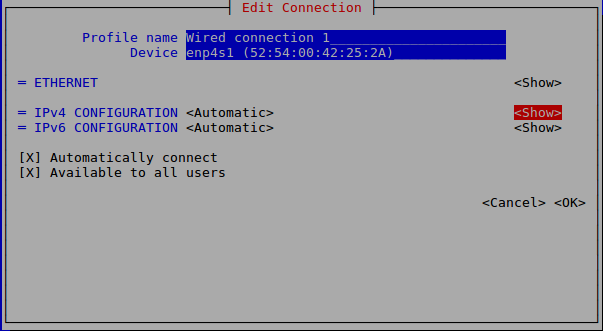 Edit Connection
Profile name Wired connection 1
Device enp4s1 (52:54:00:42:25:2A)
= ETHERNET <Show>
= IPv4 CONFIGURATION <Automatic> <Show>
= IPv6 CONFIGURATION <Automatic> <Show>
[X] Automatically connect
[X] Available to all users
<Cancel> <OK>